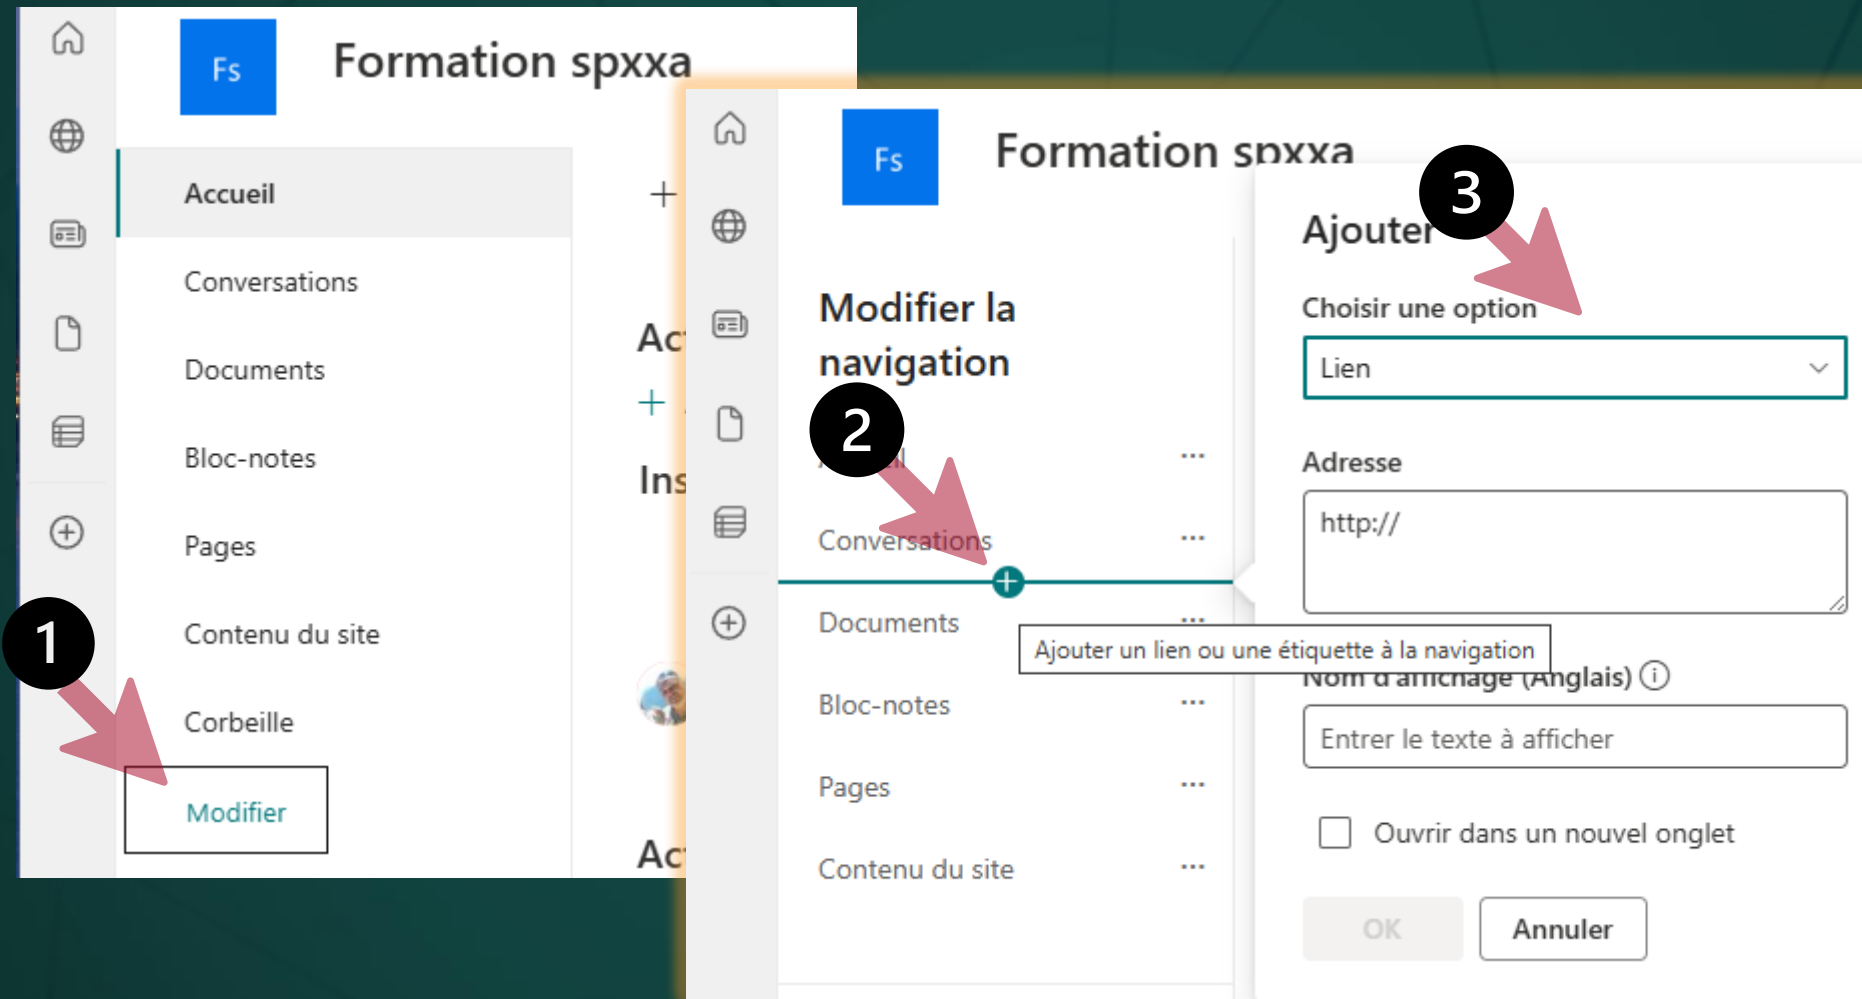 Fs
Formation spxxa
Accueil
Conversations
Documents
Bloc-notes
Pages
Contenu du site
Corbeille
1
Modifier
Fs
Formation spxxa
Modifier la
navigation
2
Conversations
Documents
Bloc-notes
Pages
Contenu du site
Ajouter un lien ou une étiquette à la navigation
3
Ajouter
Choisir une option
Lien
Adresse
http://
Nom d'affichage (Anglais)
Entrer le texte à afficher
Ouvrir dans un nouvel onglet
OK
Annuler